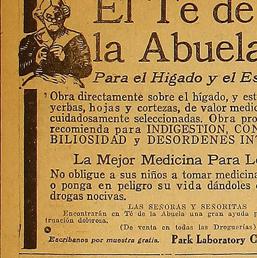 El Té de
la Abuela
Para el Hígado y el Es
Obra directamente sobre el hígado, y est
yerbas, hojas y cortezas, de valor medic
cuidadosamente seleccionadas. Obra pro
recomienda para INDIGESTION, CON
BILIOSIDAD y DESORDENES INT
La Mejor Medicina Para Lo
No obligue a sus niños a tomar medicina
o ponga en peligro su vida dándoles
drogas nocivas.
LAS SEÑORAS Y SEÑORITAS
Encontrarán en Té de la Abuela una gran ayuda p
truación delorosa.
(De venta en todas las Droguerías)
Escríbanos por muestra gratis. Park Laboratory C